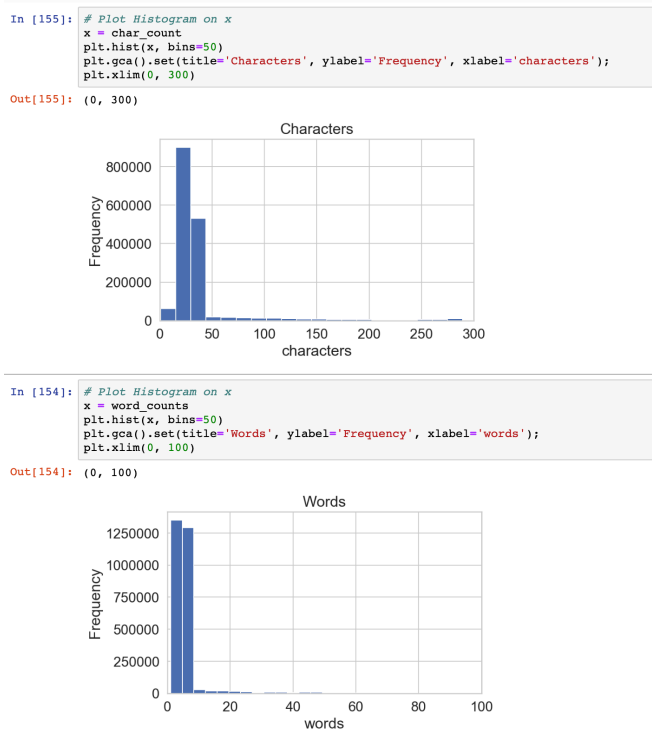 In [155]: # Plot Histogram on x
x = char_count
plt.hist(x, bins=50)
plt.gca().set(title='Characters', ylabel='Frequency', xlabel='characters');
plt.xlim(0, 300)
Out[155]: (0, 300)
Characters
800000
600000
400000
200000
0
Frequency
0 50 100 150 200 250 300
characters
In [154]: # Plot Histogram on x
x = word_counts
plt.hist(x, bins=50)
plt.gca().set(title='Words', ylabel='Frequency', xlabel='words');
plt.xlim(0, 100)
Out[154]: (0, 100)
Words
1250000
1000000
750000
500000
250000
0
Frequency
0 20 40 60 80 100
words